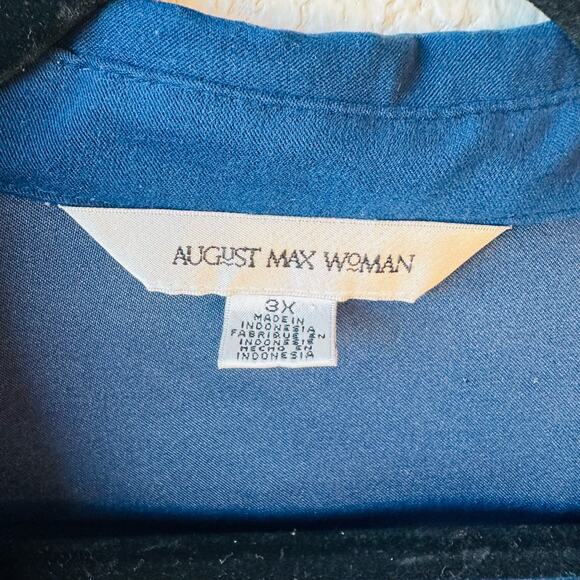 AUGUST MAX WOMAN
3X
MADE IN
INDONESIA
FABRIQUE EN
INDONESIE
HECHO EN
INDONESIA